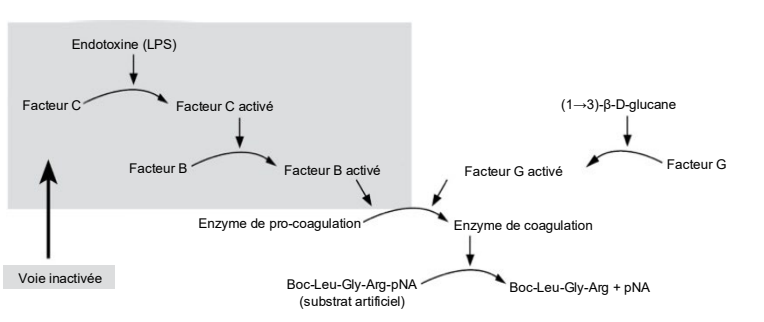 Endotoxine (LPS)
Facteur C
Facteur C activé
(1→3)-β-D-glucane
Facteur B
Facteur B activé
Facteur G activé
Facteur G
Enzyme de pro-coagulation
Enzyme de coagulation
Voie inactivée
Boc-Leu-Gly-Arg-pNA
(substrat artificiel)
Boc-Leu-Gly-Arg + pNA